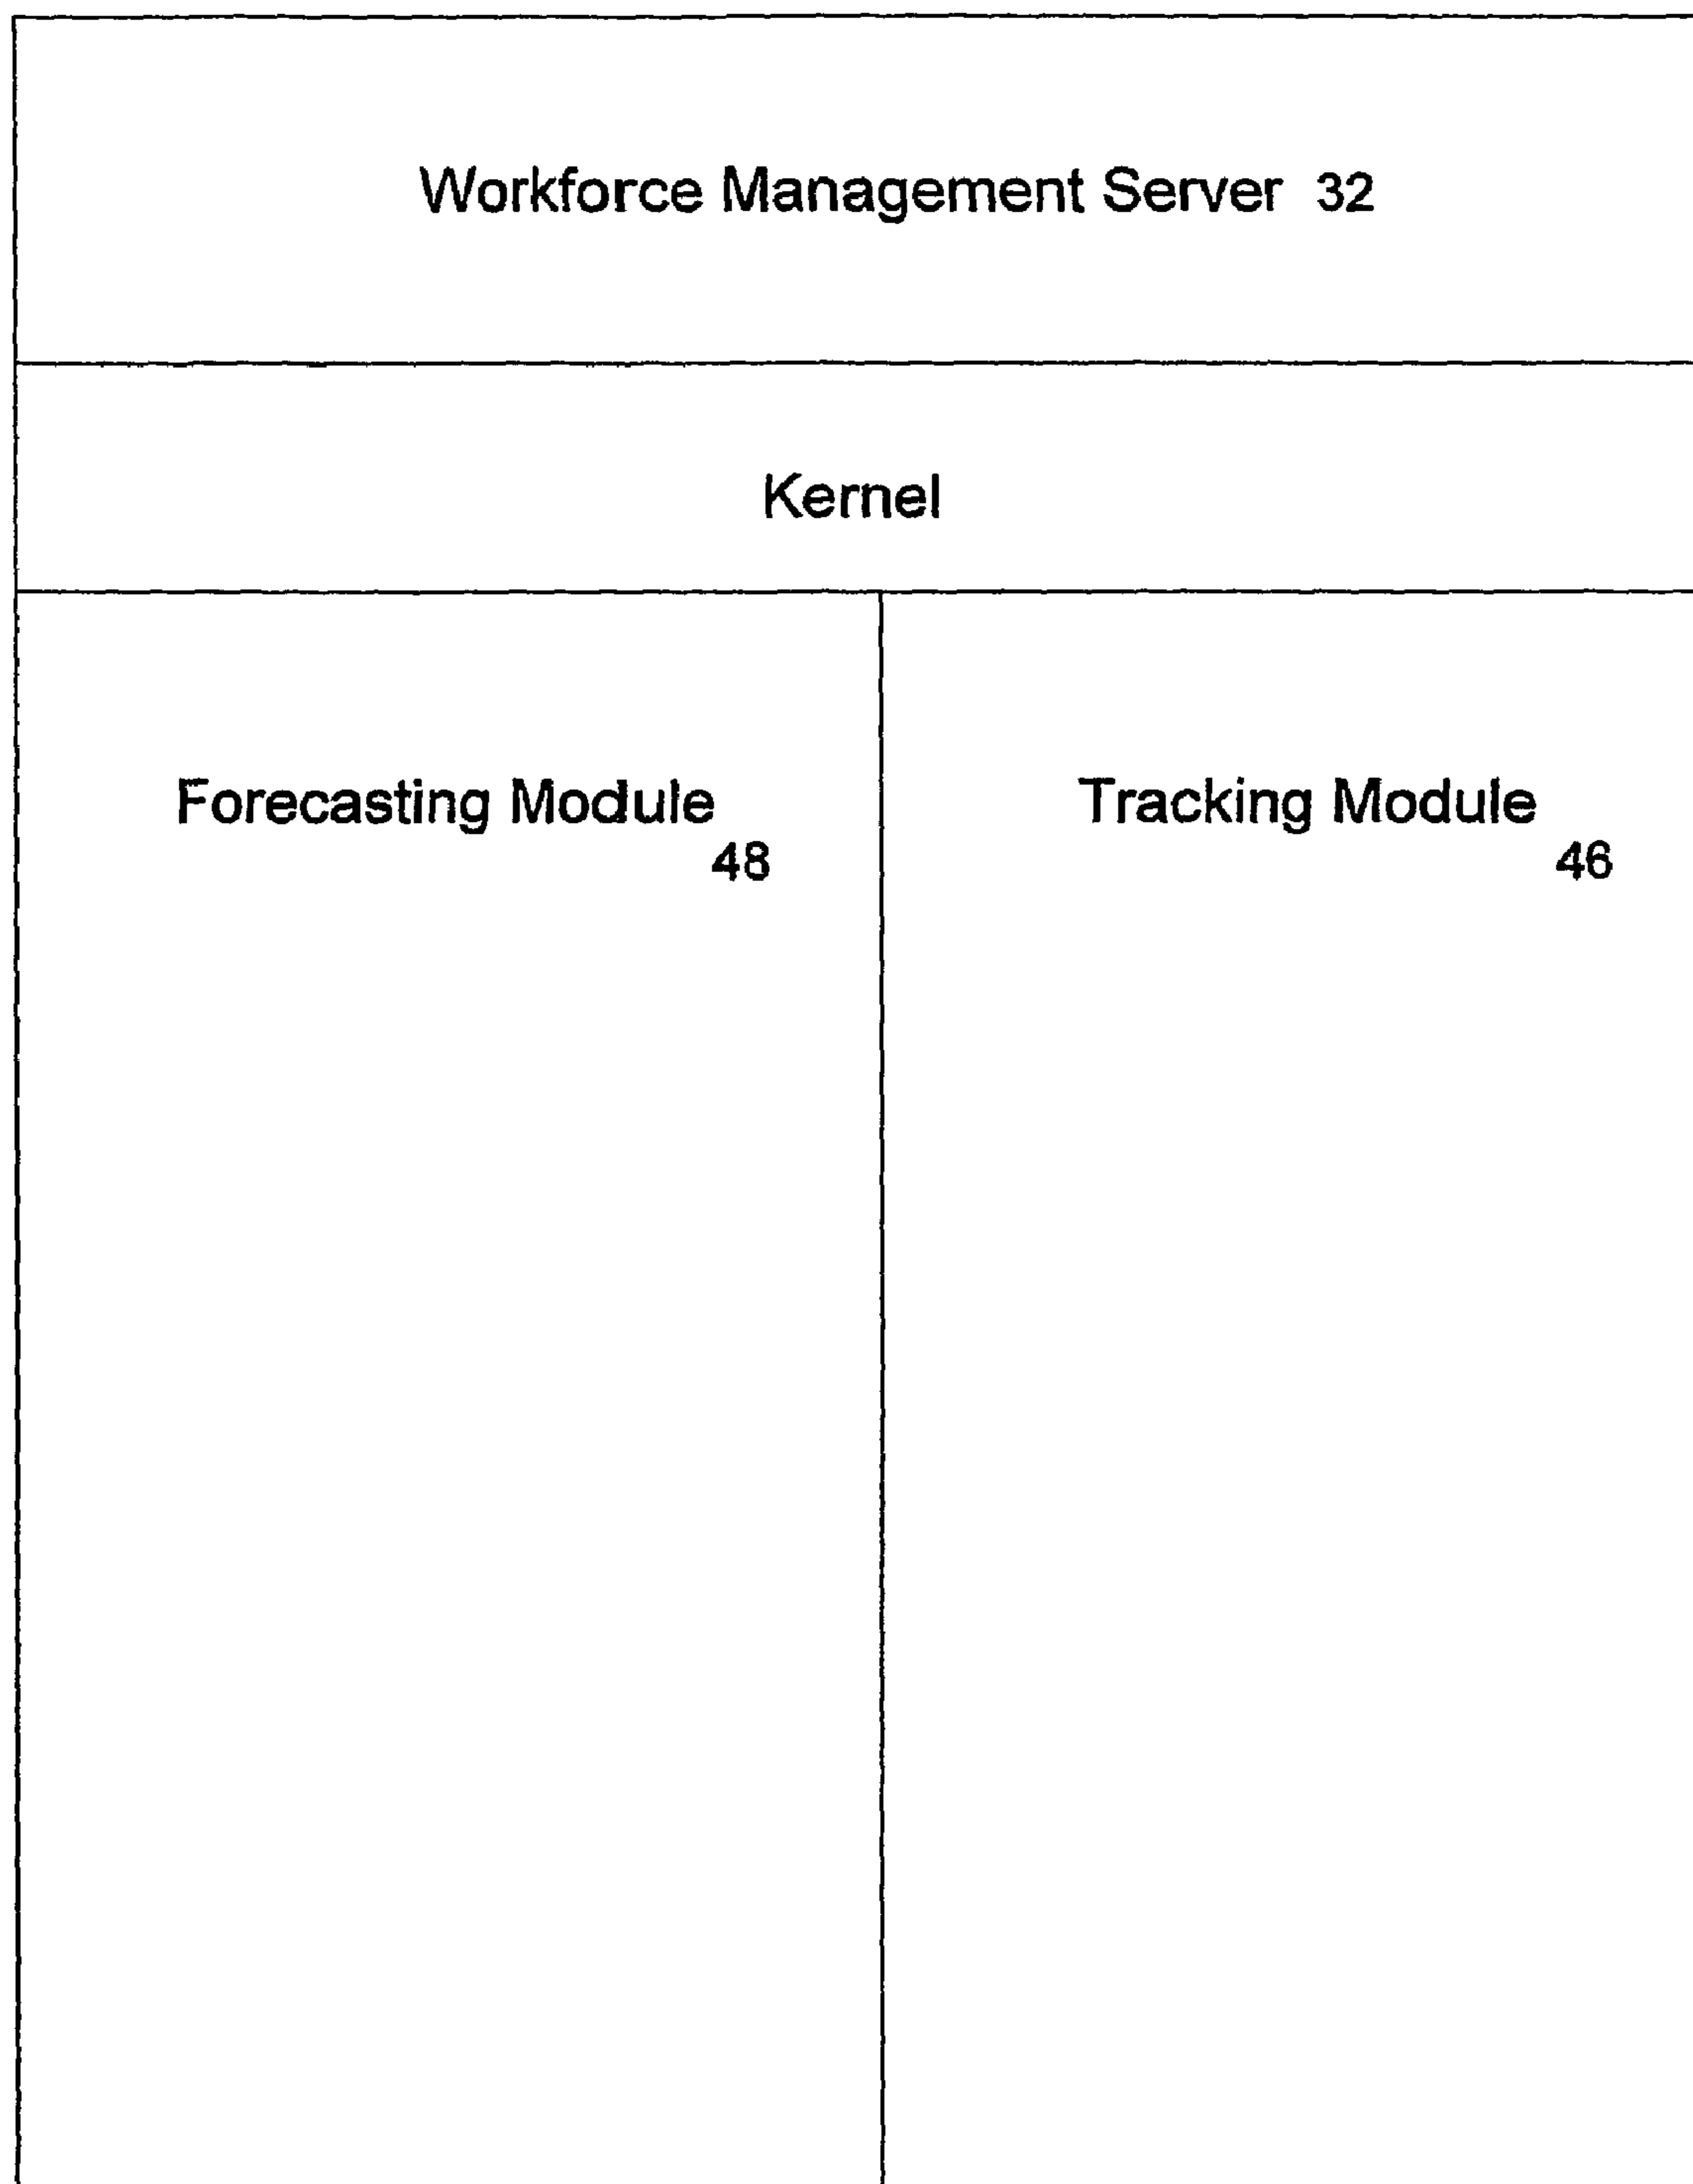 Workforce Management Server 32
Kernel
Forecasting Module
48
Tracking Module
46